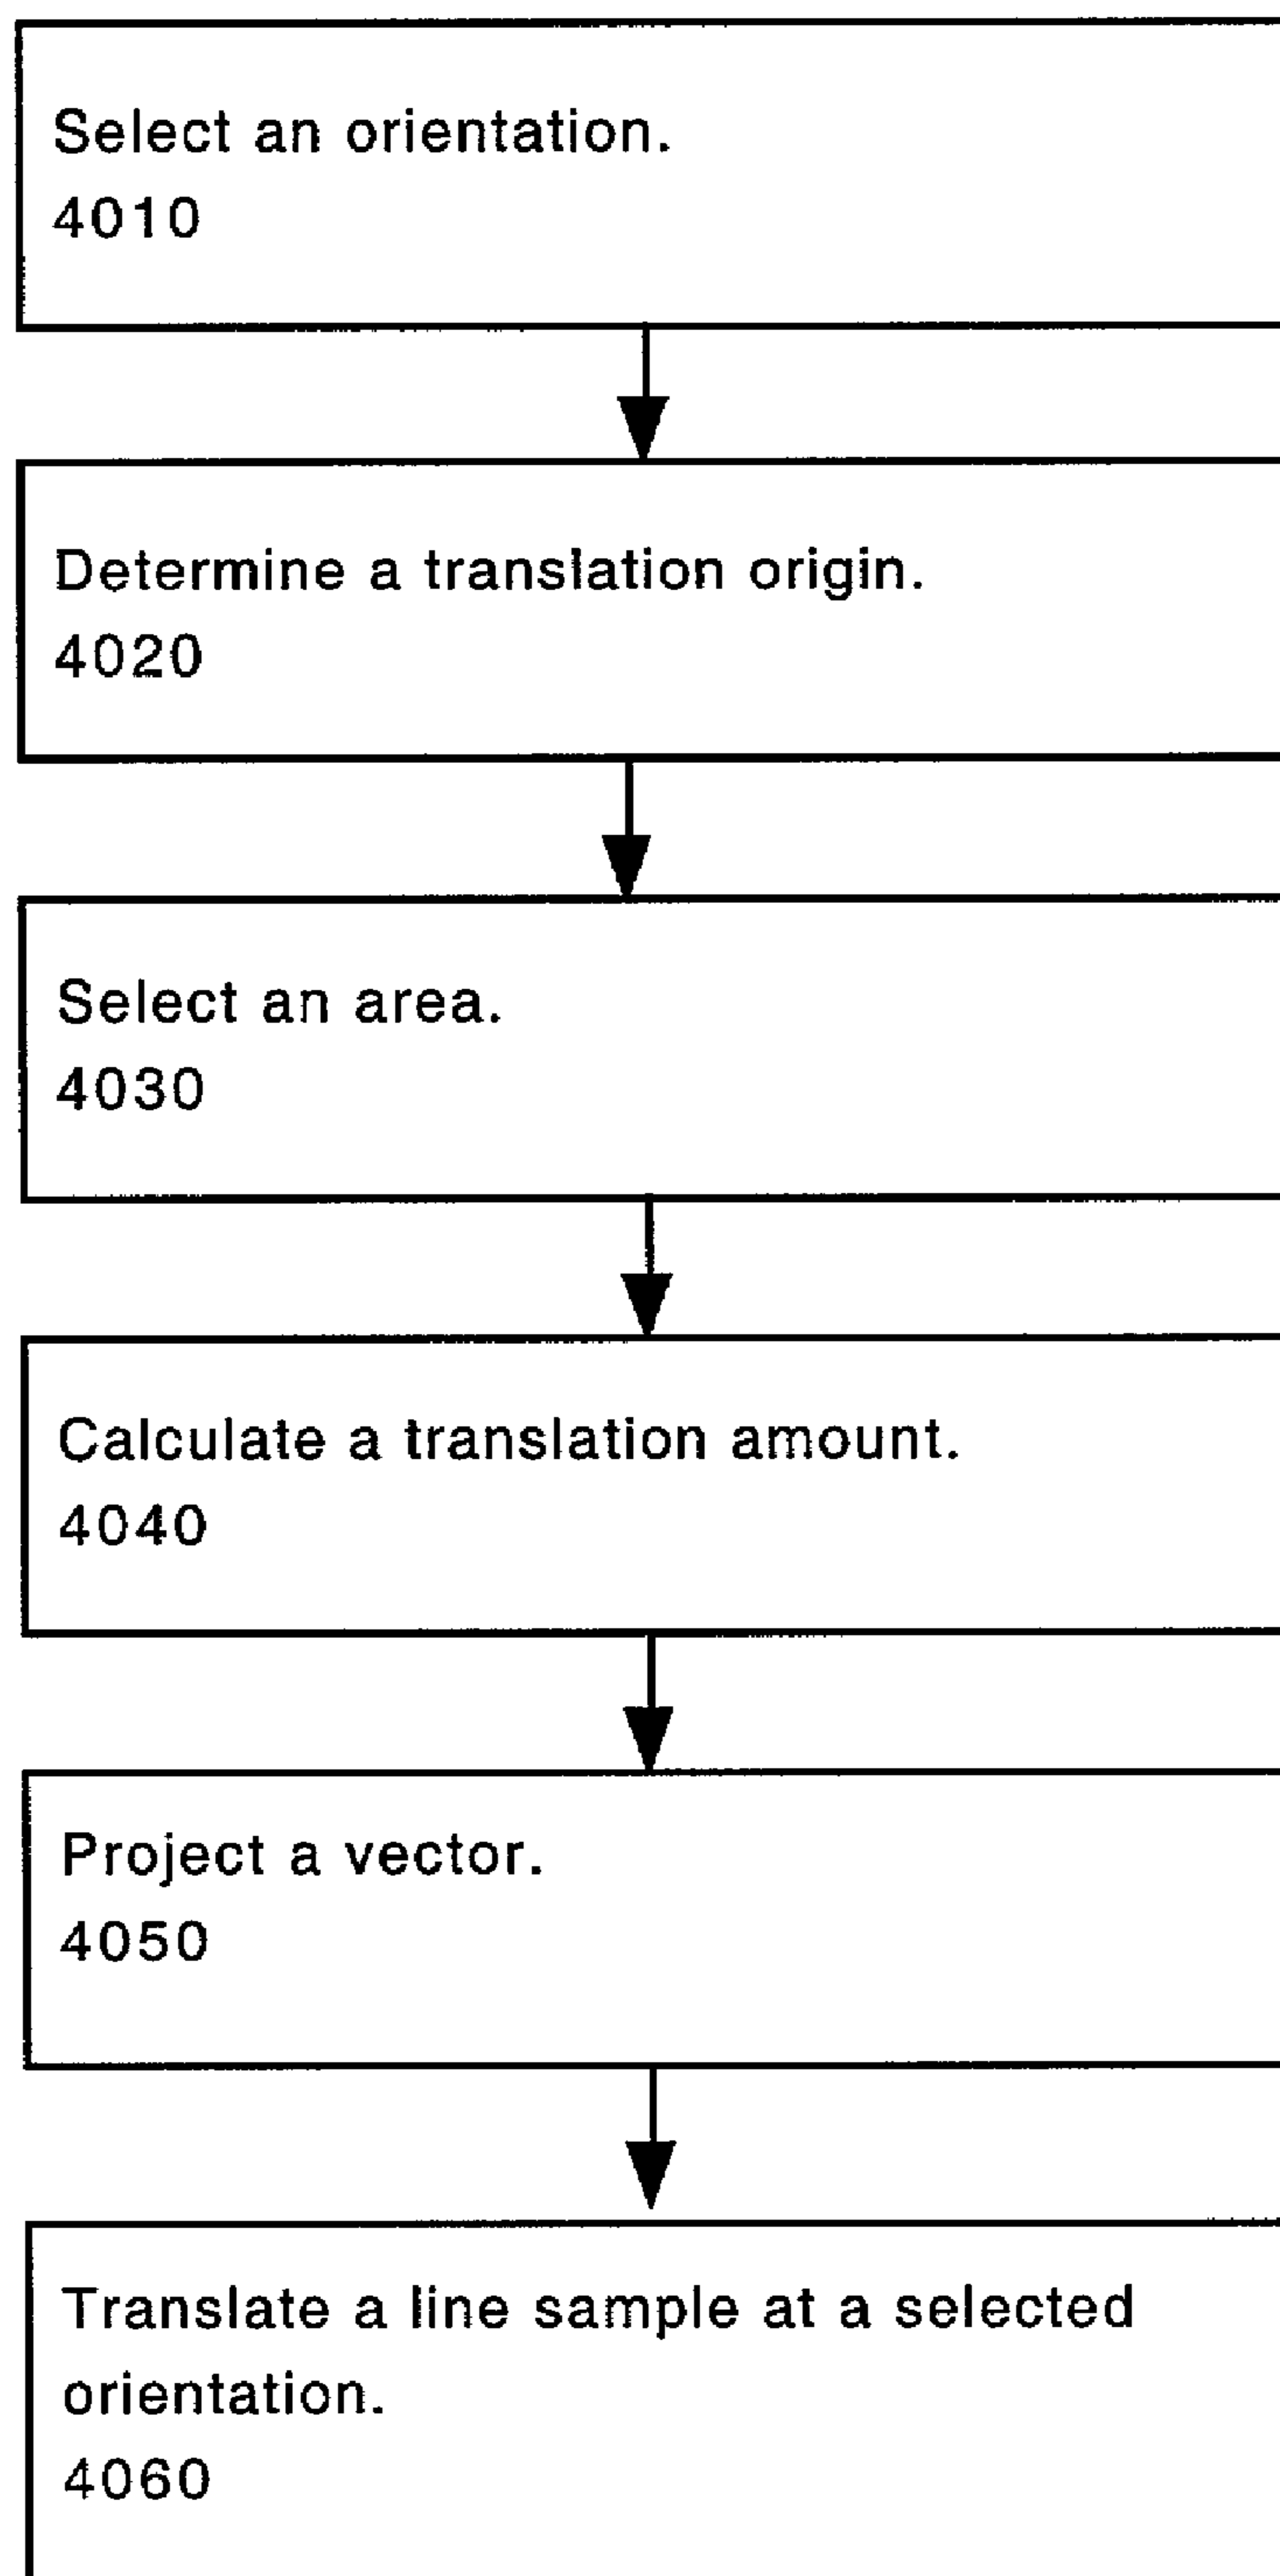 Select an orientation.
4010
Determine a translation origin.
4020
Select an area.
4030
Calculate a translation amount.
4040
Project a vector.
4050
Translate a line sample at a selected
orientation.
4060